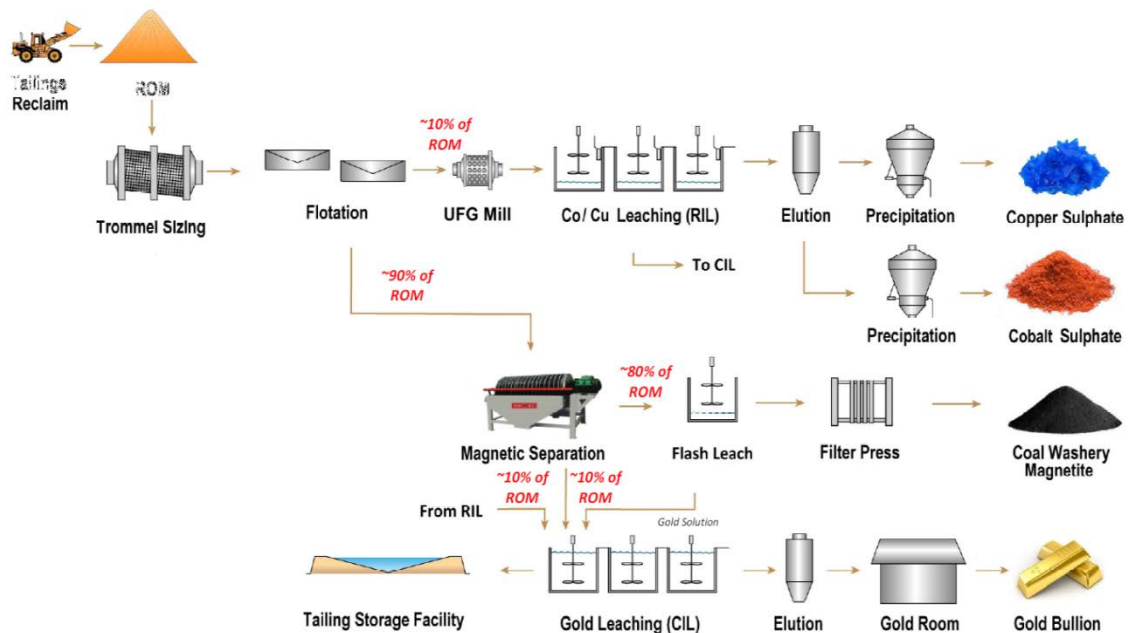 Tailings
Reclaim
ROM
Trommel Sizing
Flotation
~10% of
ROM
UFG Mill
Co/ Cu Leaching (RIL)
Elution
Precipitation
Copper Sulphate
To CIL
~90% of
ROM
Precipitation
Cobalt Sulphate
Magnetic Separation
~80% of
ROM
Flash Leach
Filter Press
Coal Washery
Magnetite
From RIL
~10% of
ROM
~10% of
ROM
Gold Solution
Tailing Storage Facility
Gold Leaching (CIL)
Elution
Gold Room
Gold Bullion